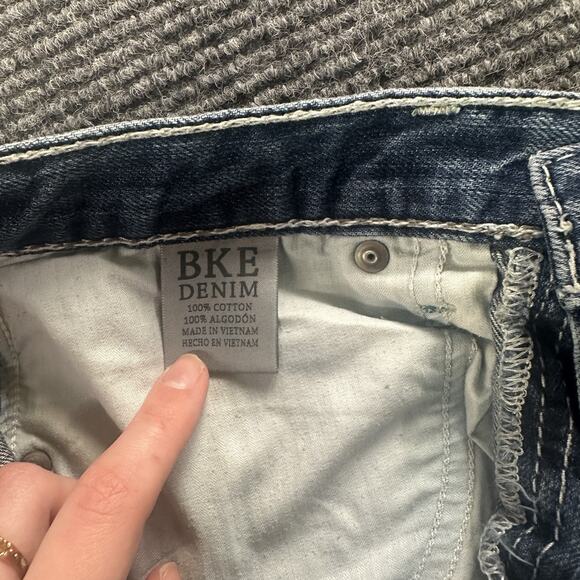 BKE
DENIM
100% COTTON
100% ALGODÓN
MADE IN VIETNAM
HECHO EN VIETNAM